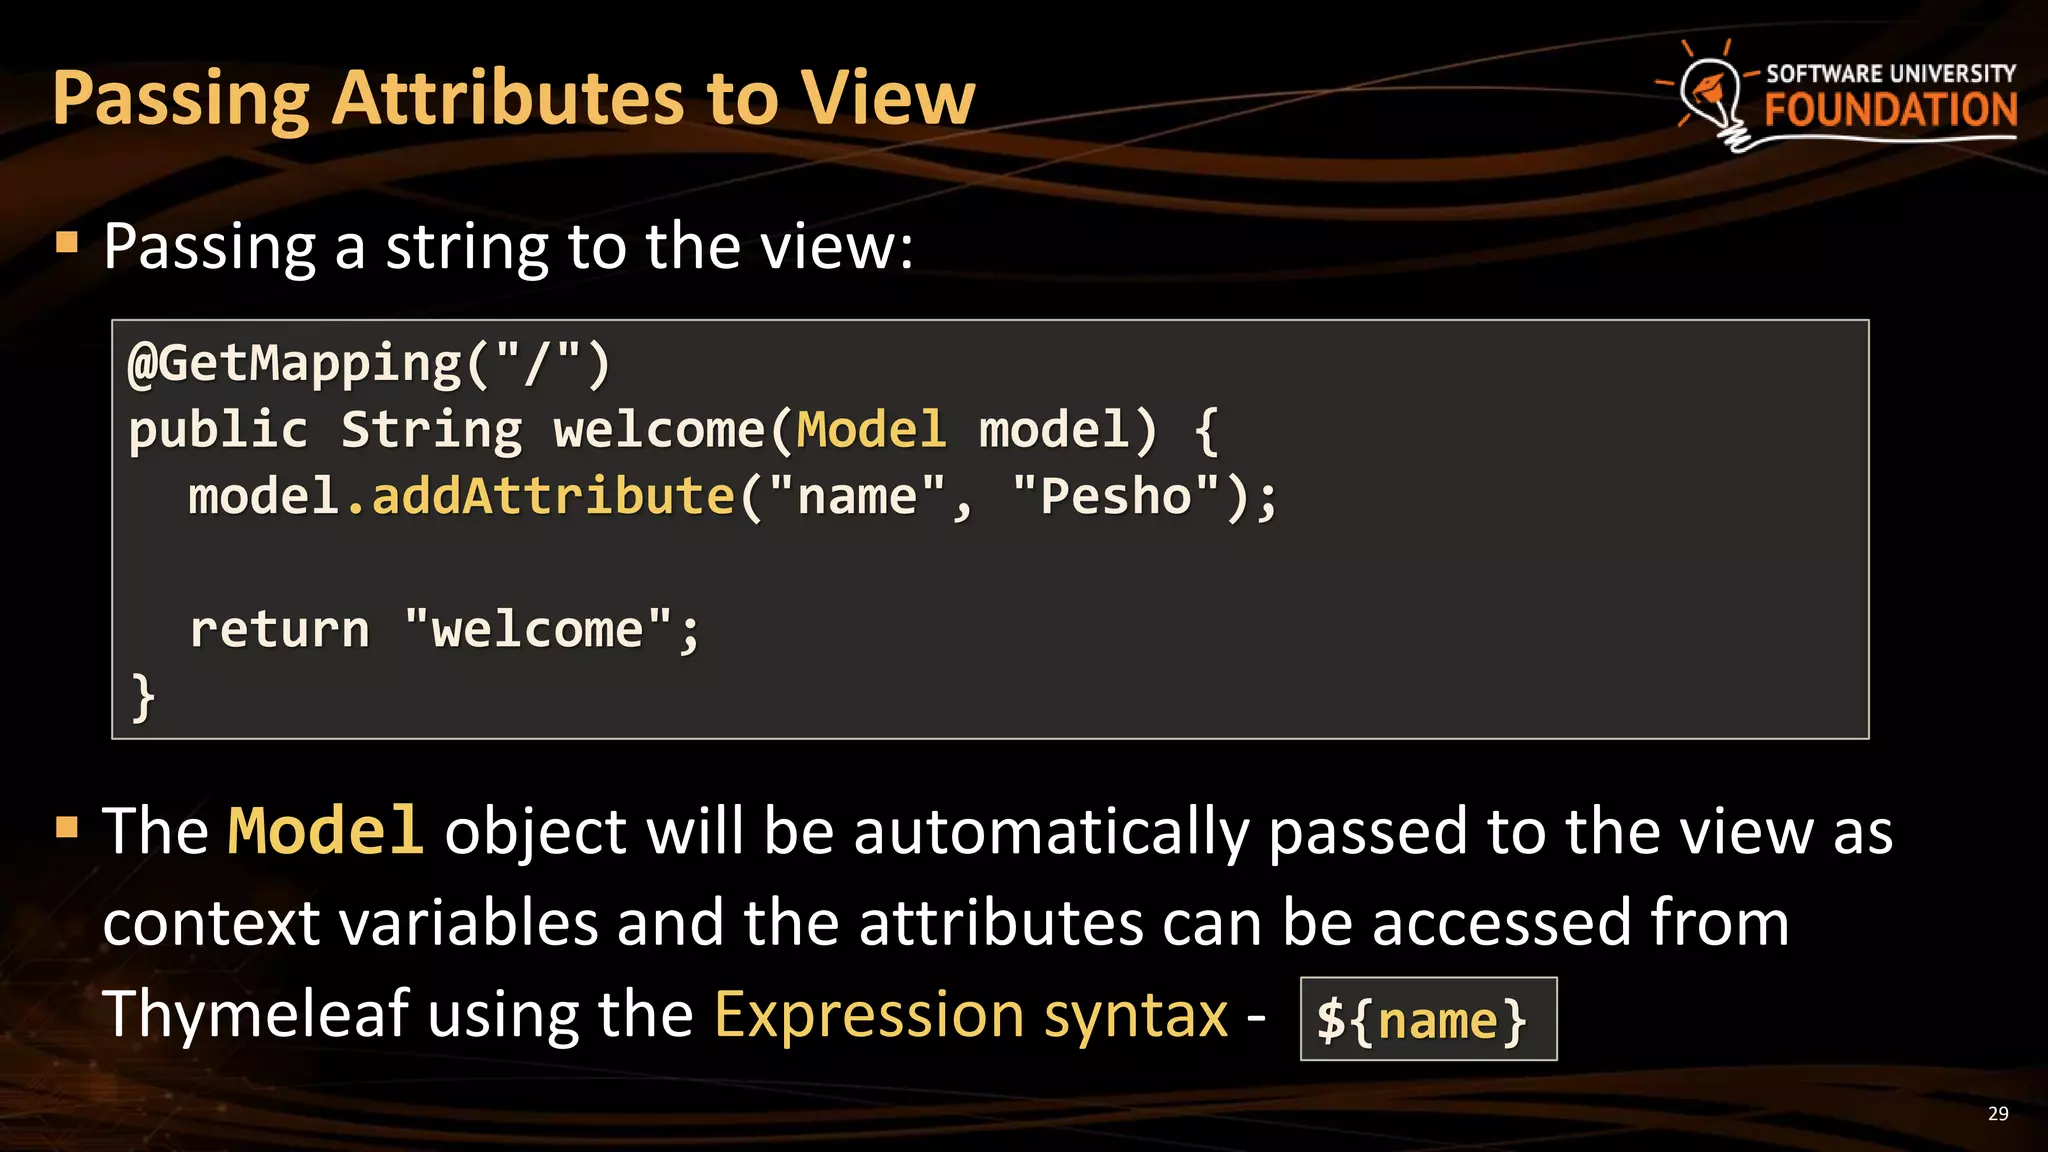 Passing Attributes to View
SOFTWARE UNIVERSITY
FOUNDATION
▪ Passing a string to the view:
@GetMapping("/")
public String welcome(Model model) {
  model.addAttribute("name", "Pesho");

  return "welcome";
}
▪ The Model object will be automatically passed to the view as
context variables and the attributes can be accessed from
Thymeleaf using the Expression syntax - ${name}
29